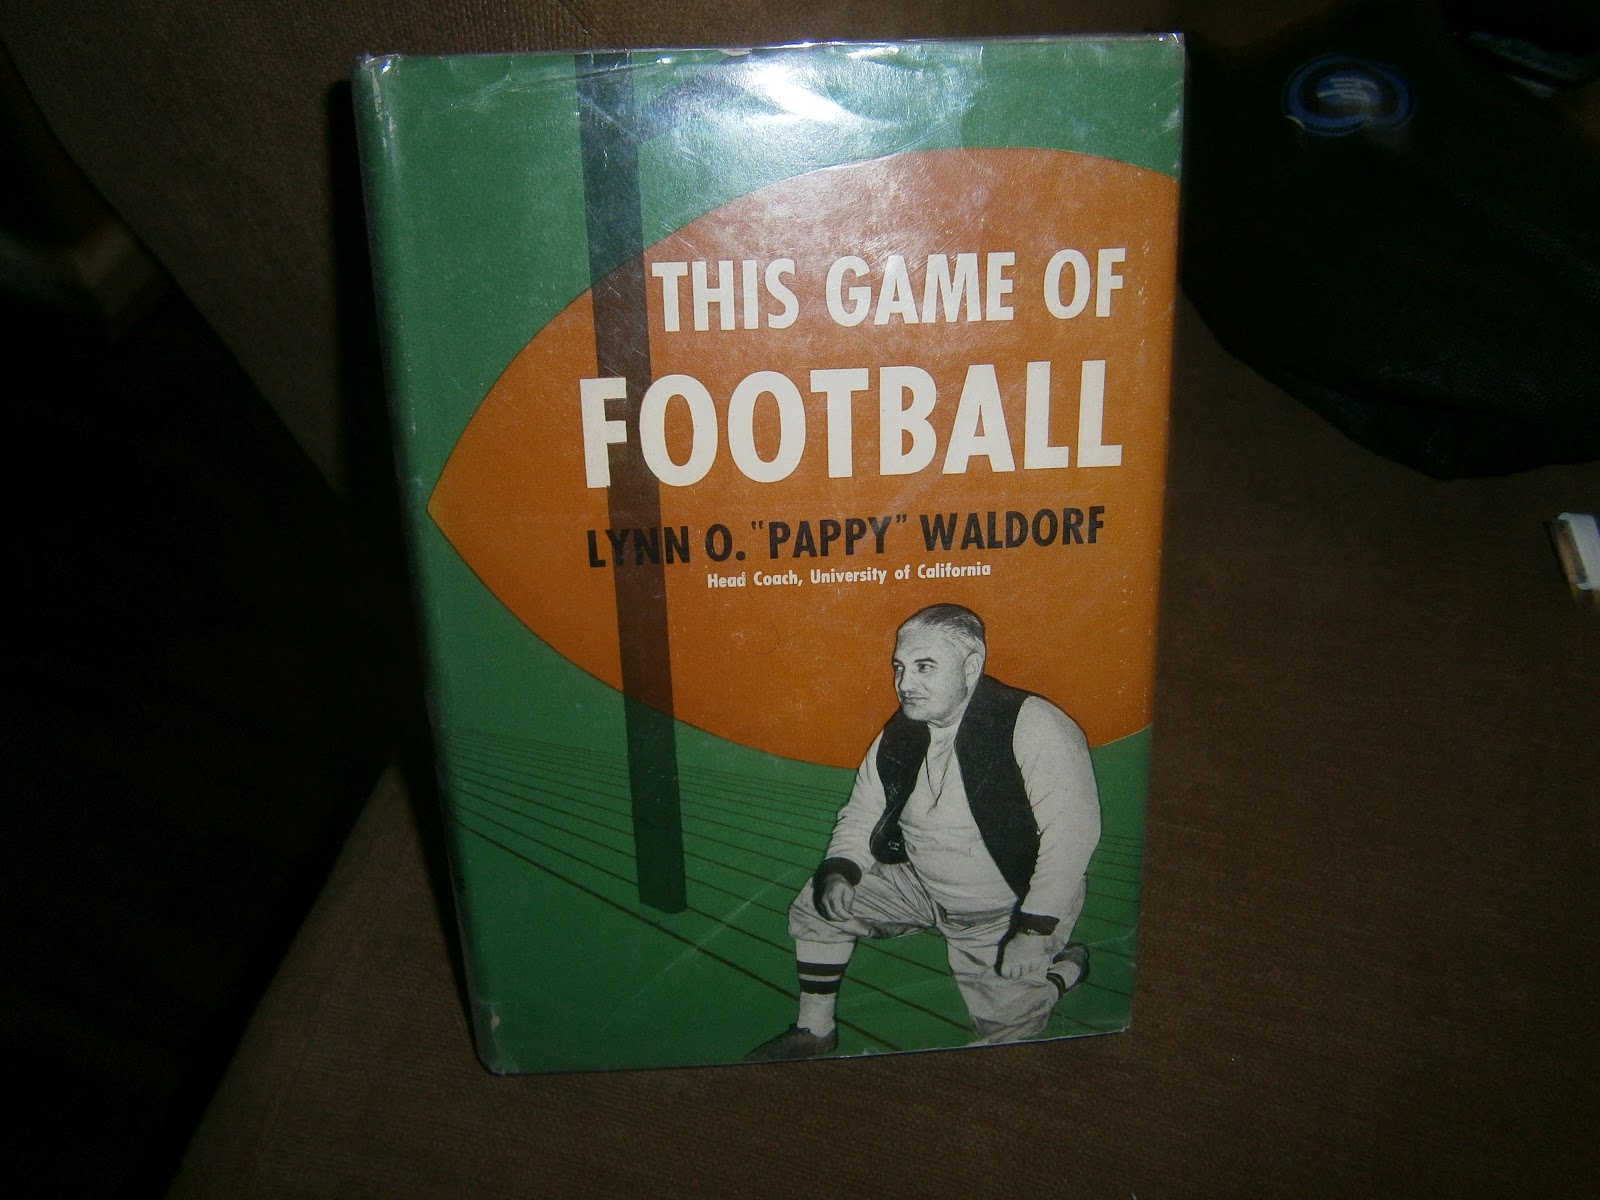 THIS GAME OF
FOOTBALL
LYNN O. "PAPPY" WALDORF
Head Coach, University of California